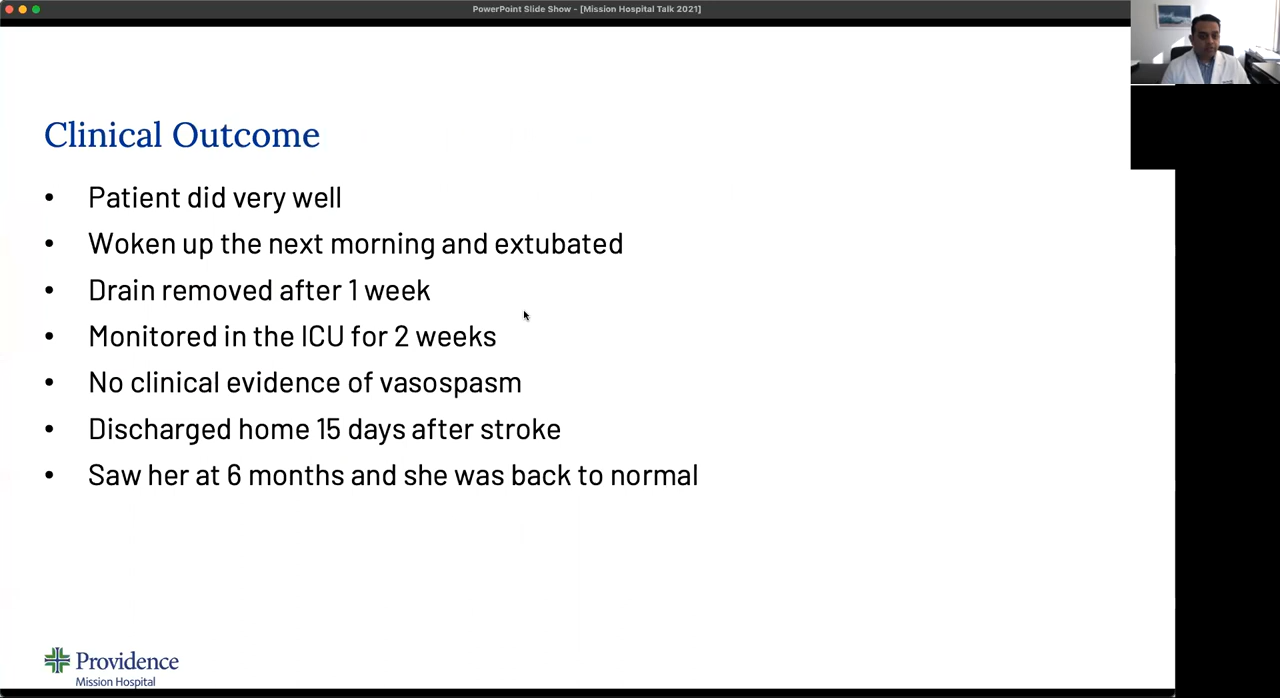 PowerPoint Slide Show - [Mission Hospital Talk 2021]
Clinical Outcome
• Patient did very well
• Woken up the next morning and extubated
• Drain removed after 1 week
• Monitored in the ICU for 2 weeks
• No clinical evidence of vasospasm
• Discharged home 15 days after stroke
• Saw her at 6 months and she was back to normal
Providence
Mission Hospital